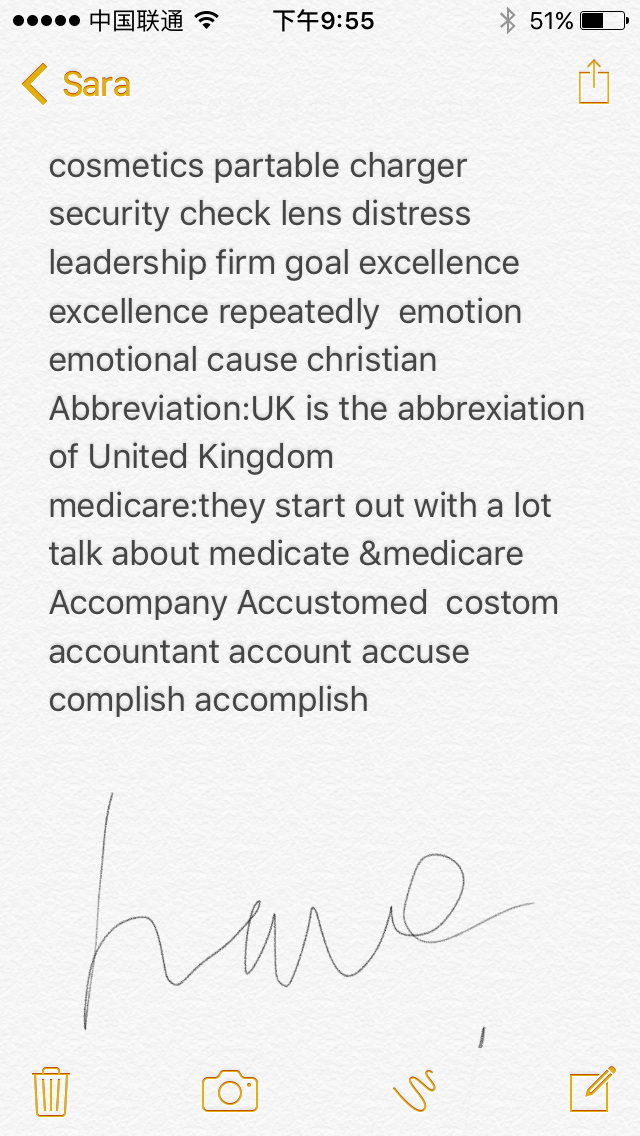 中国联通 下午9:55 51%
Sara
cosmetics partable charger
security check lens distress
leadership firm goal excellence
excellence repeatedly  emotion
emotional cause christian
Abbreviation:UK is the abbrexiation
of United Kingdom
medicare:they start out with a lot
talk about medicate &medicare
Accompany Accustomed  costom
accountant account accuse
complish accomplish
have